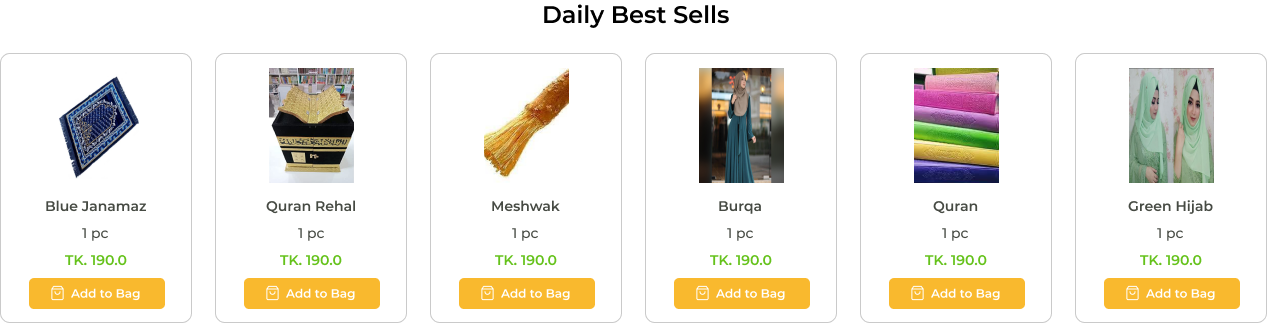 Daily Best Sells
Blue Janamaz
1 pc
TK. 190.0
Add to Bag
Quran Rehal
1 pc
TK. 190.0
Add to Bag
Meshwak
1 pc
TK. 190.0
Add to Bag
Burqa
1 pc
TK. 190.0
Add to Bag
Quran
1 pc
TK. 190.0
Add to Bag
Green Hijab
1 pc
TK. 190.0
Add to Bag